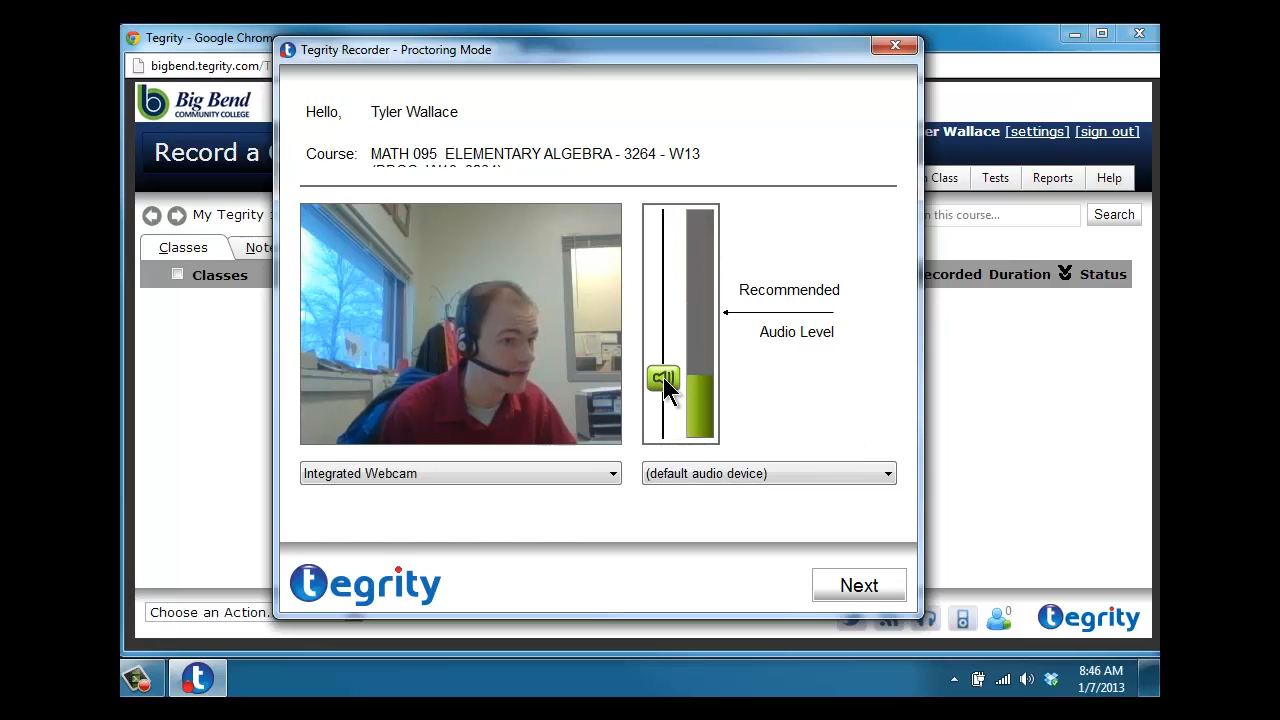 Tegrity - Google Chrom
Tegrity Recorder - Proctoring Mode
bigbend.tegrity.com/T
Big Bend
COMMUNITY COLLEGE
Hello, Tyler Wallace
er Wallace [settings] [sign out]
Record a
Course: MATH 095 ELEMENTARY ALGEBRA - 3264 - W13
Class Tests Reports Help
My Tegrity
n this course... Search
Classes Note
Classes
ecorded Duration Status
Recommended
Audio Level
Integrated Webcam (default audio device)
tegrity
Next
Choose an Action.
0
tegrity
8:46 AM
1/7/2013